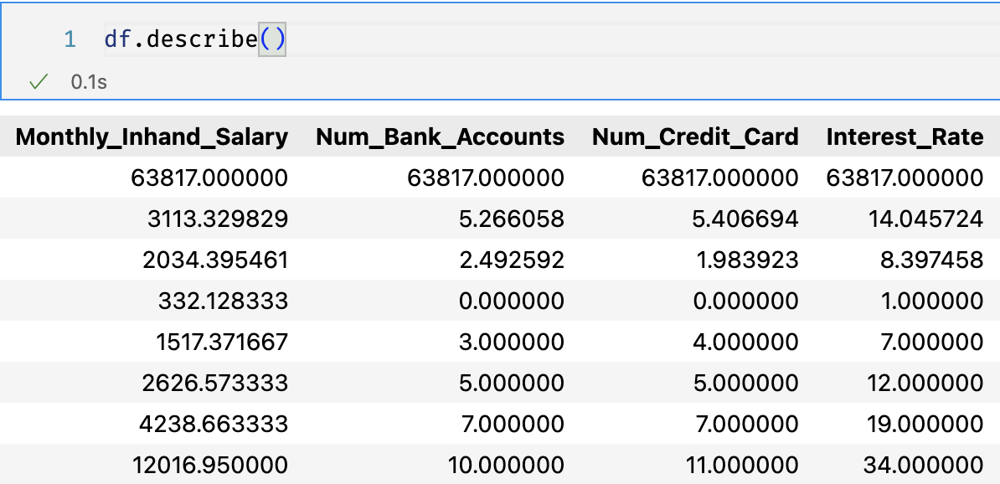 1 df.describe()
✓ 0.1s
Monthly_Inhand_Salary Num_Bank_Accounts Num_Credit_Card Interest_Rate
63817.000000 63817.000000 63817.000000 63817.000000
3113.329829 5.266058 5.406694 14.045724
2034.395461 2.492592 1.983923 8.397458
332.128333 0.000000 0.000000 1.000000
1517.371667 3.000000 4.000000 7.000000
2626.573333 5.000000 5.000000 12.000000
4238.663333 7.000000 7.000000 19.000000
12016.950000 10.000000 11.000000 34.000000